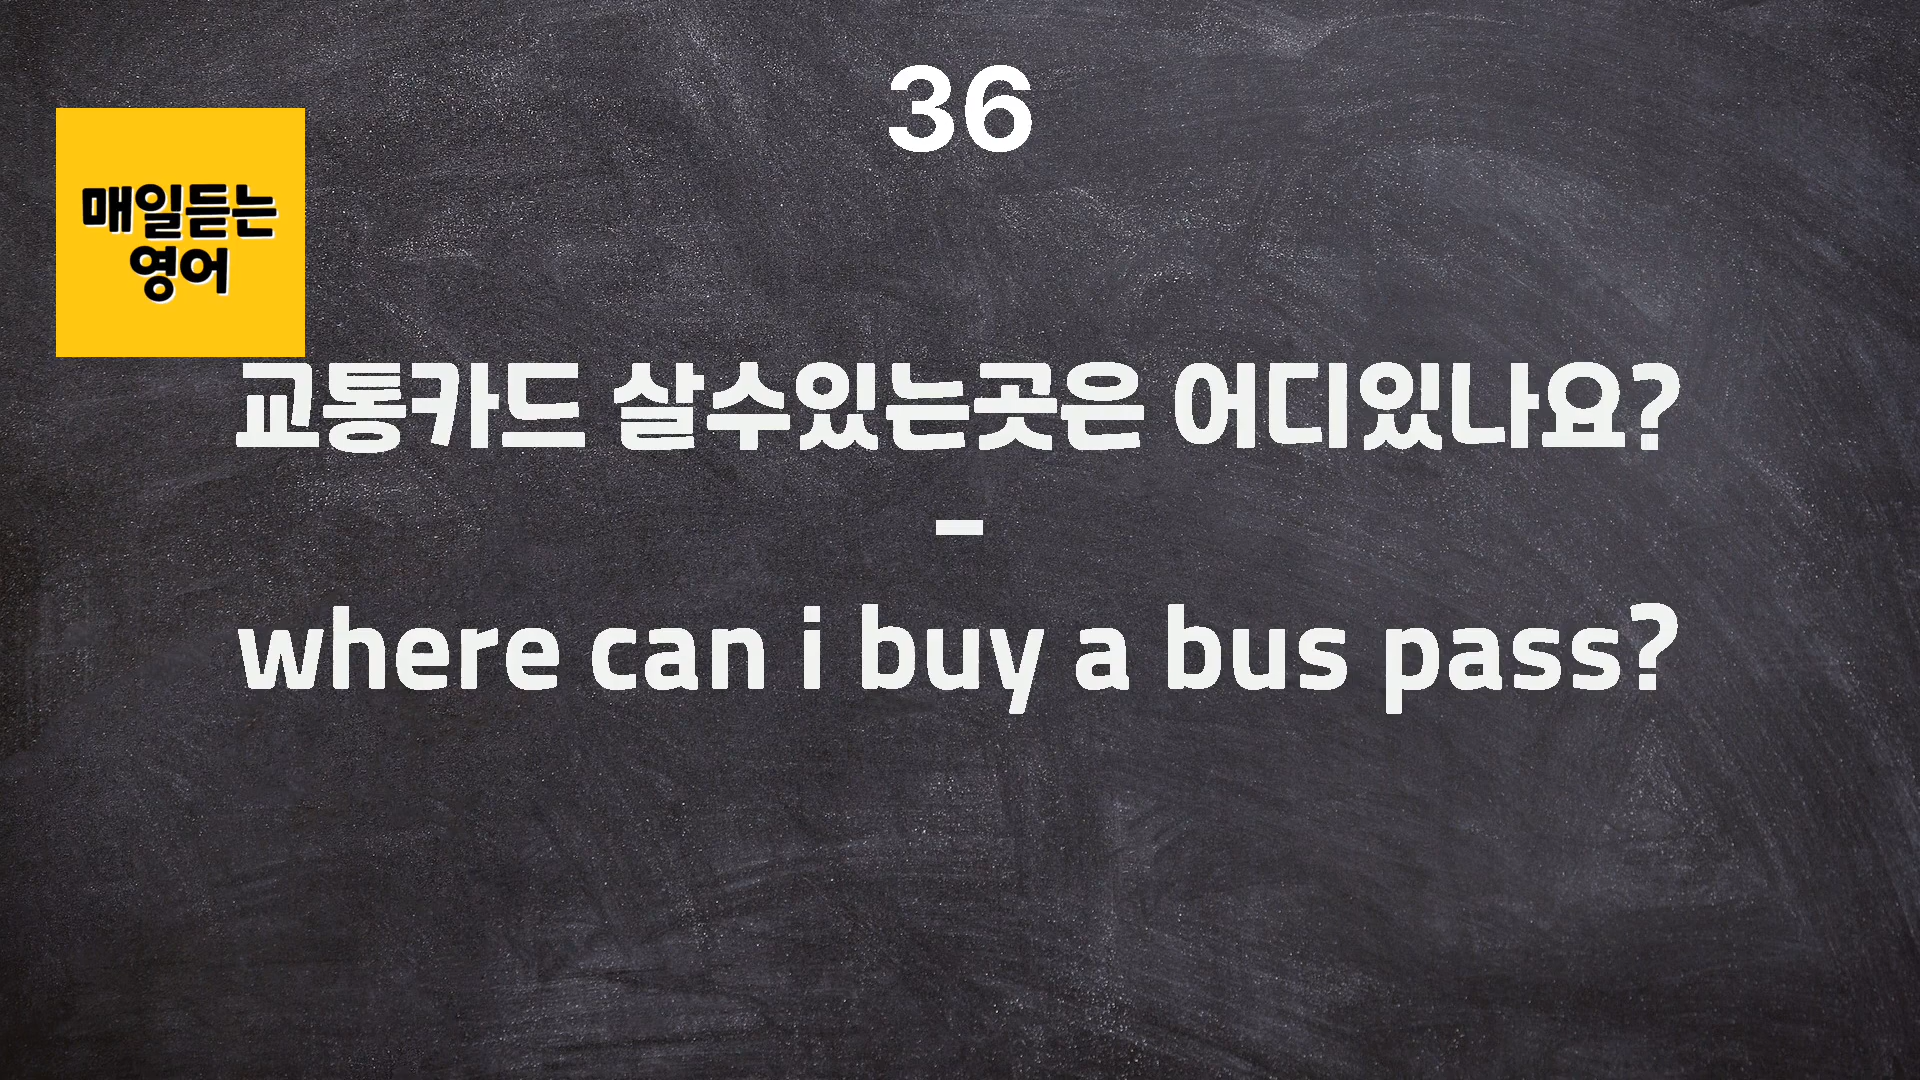 36
매일듣는
영어
교통카드 살수있는곳은 어디있나요?
-
where can i buy a bus pass?